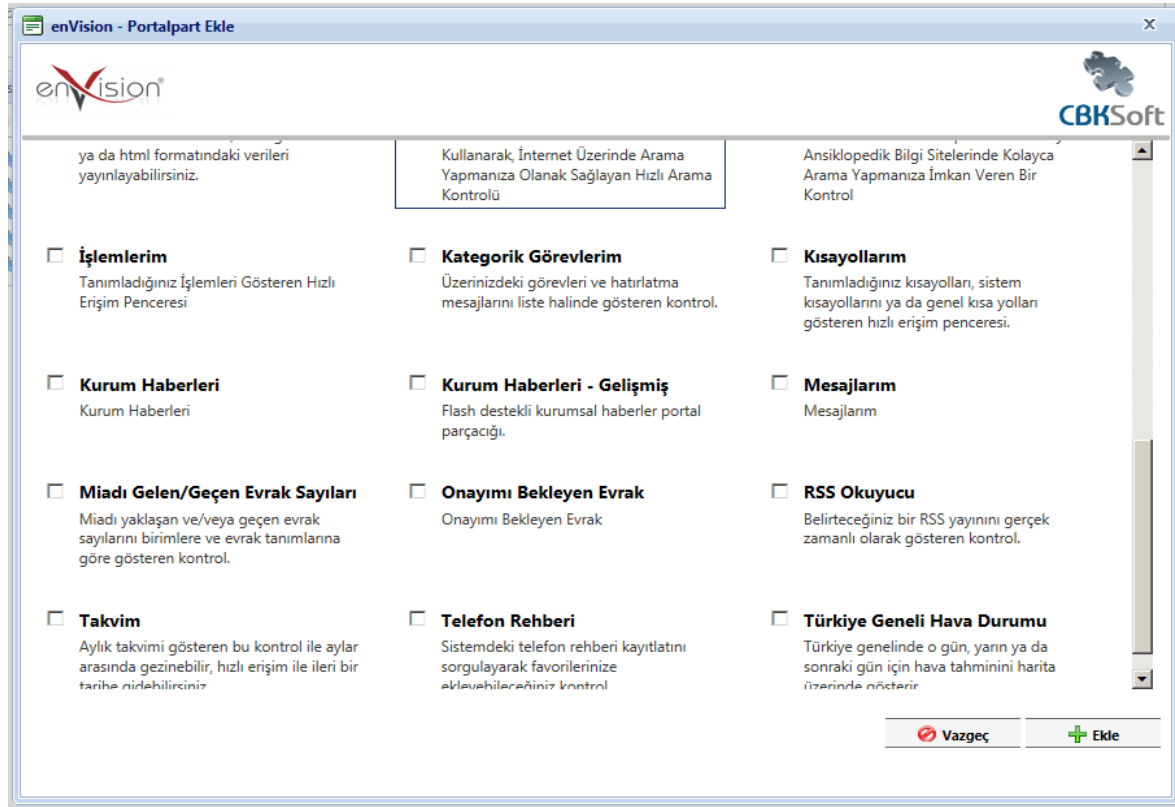 enVision - Portalpart Ekle
x
enVision®
CBKSoft
ya da html formatındaki verileri
yayınlayabilirsiniz.
Kullanarak, İnternet Üzerinde Arama
Yapmanıza Olanak Sağlayan Hızlı Arama
Kontrolü
Ansiklopedik Bilgi Sitelerinde Kolayca
Arama Yapmanıza İmkan Veren Bir
Kontrol
İşlemlerim
Tanımladığınız İşlemleri Gösteren Hızlı
Erişim Penceresi
Kategorik Görevlerim
Üzerinizdeki görevleri ve hatırlatma
mesajlarını liste halinde gösteren kontrol.
Kısayollarım
Tanımladığınız kısayolları, sistem
kısayollarını ya da genel kısa yolları
gösteren hızlı erişim penceresi.
Kurum Haberleri
Kurum Haberleri
Kurum Haberleri - Gelişmiş
Flash destekli kurumsal haberler portal
parçacığı.
Mesajlarım
Mesajlarım
Miadı Gelen/Geçen Evrak Sayıları
Miadı yaklaşan ve/veya geçen evrak
sayılarını birimlere ve evrak tanımlarına
göre gösteren kontrol.
Onayımı Bekleyen Evrak
Onayımı Bekleyen Evrak
RSS Okuyucu
Belirteceğiniz bir RSS yayınını gerçek
zamanlı olarak gösteren kontrol.
Takvim
Aylık takvimi gösteren bu kontrol ile aylar
arasında gezinebilir, hızlı erişim ile ileri bir
tarihe gidebilirsiniz
Telefon Rehberi
Sistemdeki telefon rehberi kayıtlatını
sorgulayarak favorilerinize
ekleyebileceğiniz kontrol
Türkiye Geneli Hava Durumu
Türkiye genelinde o gün, yarın ya da
sonraki gün için hava tahminini harita
üzerinde gösterir
Vazgeç
Ekle